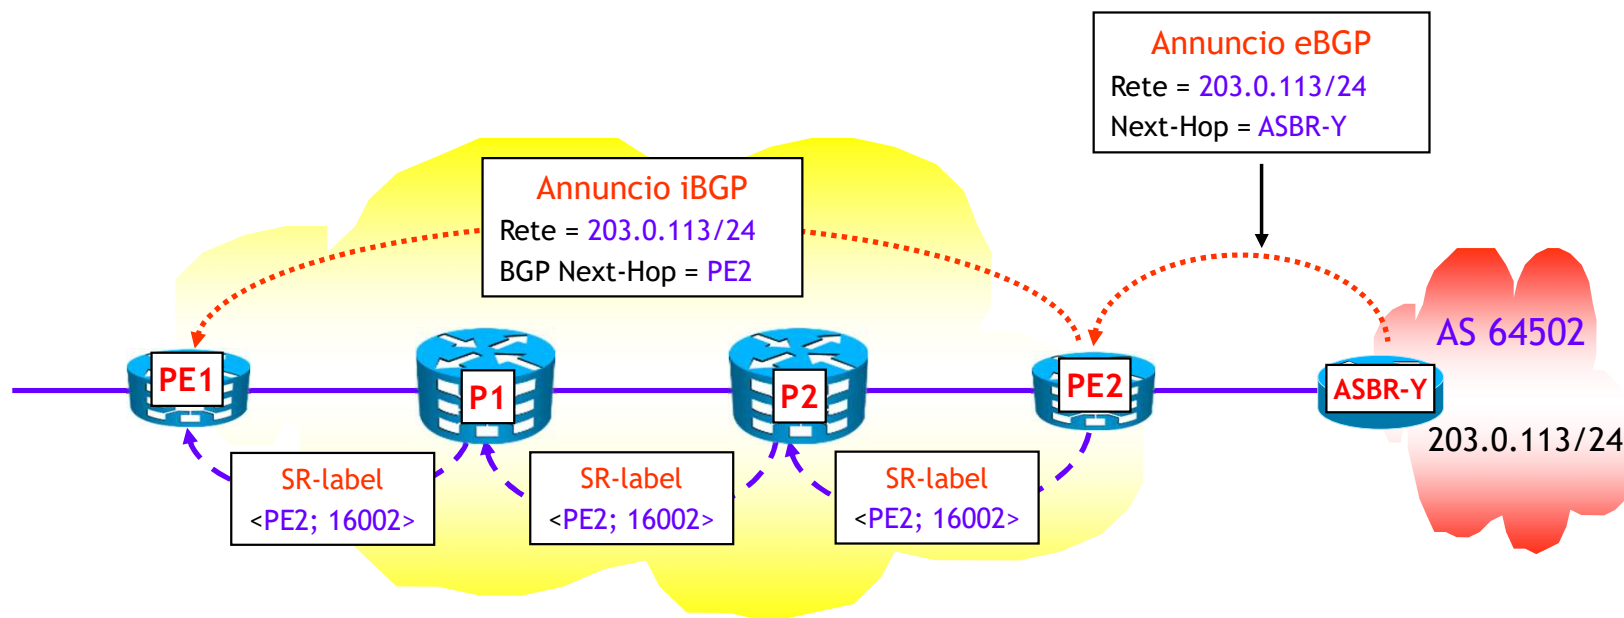 Annuncio eBGP
Rete = 203.0.113/24
Next-Hop = ASBR-Y
Annuncio iBGP
Rete = 203.0.113/24
BGP Next-Hop = PE2
AS 64502
PE1
P1
P2
PE2
ASBR-Y
203.0.113/24
SR-label
<PE2; 16002>
SR-label
<PE2; 16002>
SR-label
<PE2; 16002>